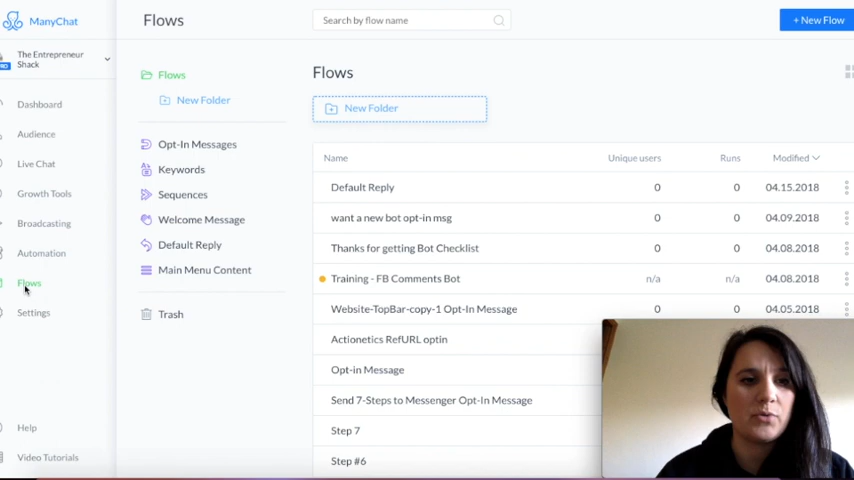 ManyChat
Flows
Search by flow name
+ New Flow
The Entrepreneur
Shack
PRO
Dashboard
Audience
Live Chat
Growth Tools
Broadcasting
Automation
Flows
Settings
Help
Video Tutorials
Flows
New Folder
Opt-In Messages
Keywords
Sequences
Welcome Message
Default Reply
Main Menu Content
Trash
Flows
New Folder
Name Unique users Runs Modified
Default Reply 0 0 04.15.2018
want a new bot opt-in msg 0 0 04.09.2018
Thanks for getting Bot Checklist 0 0 04.08.2018
Training - FB Comments Bot n/a n/a 04.08.2018
Website-TopBar-copy-1 Opt-In Message 0 0 04.05.2018
Actionetics RefURL optin
Opt-in Message
Send 7-Steps to Messenger Opt-In Message
Step 7
Step #6